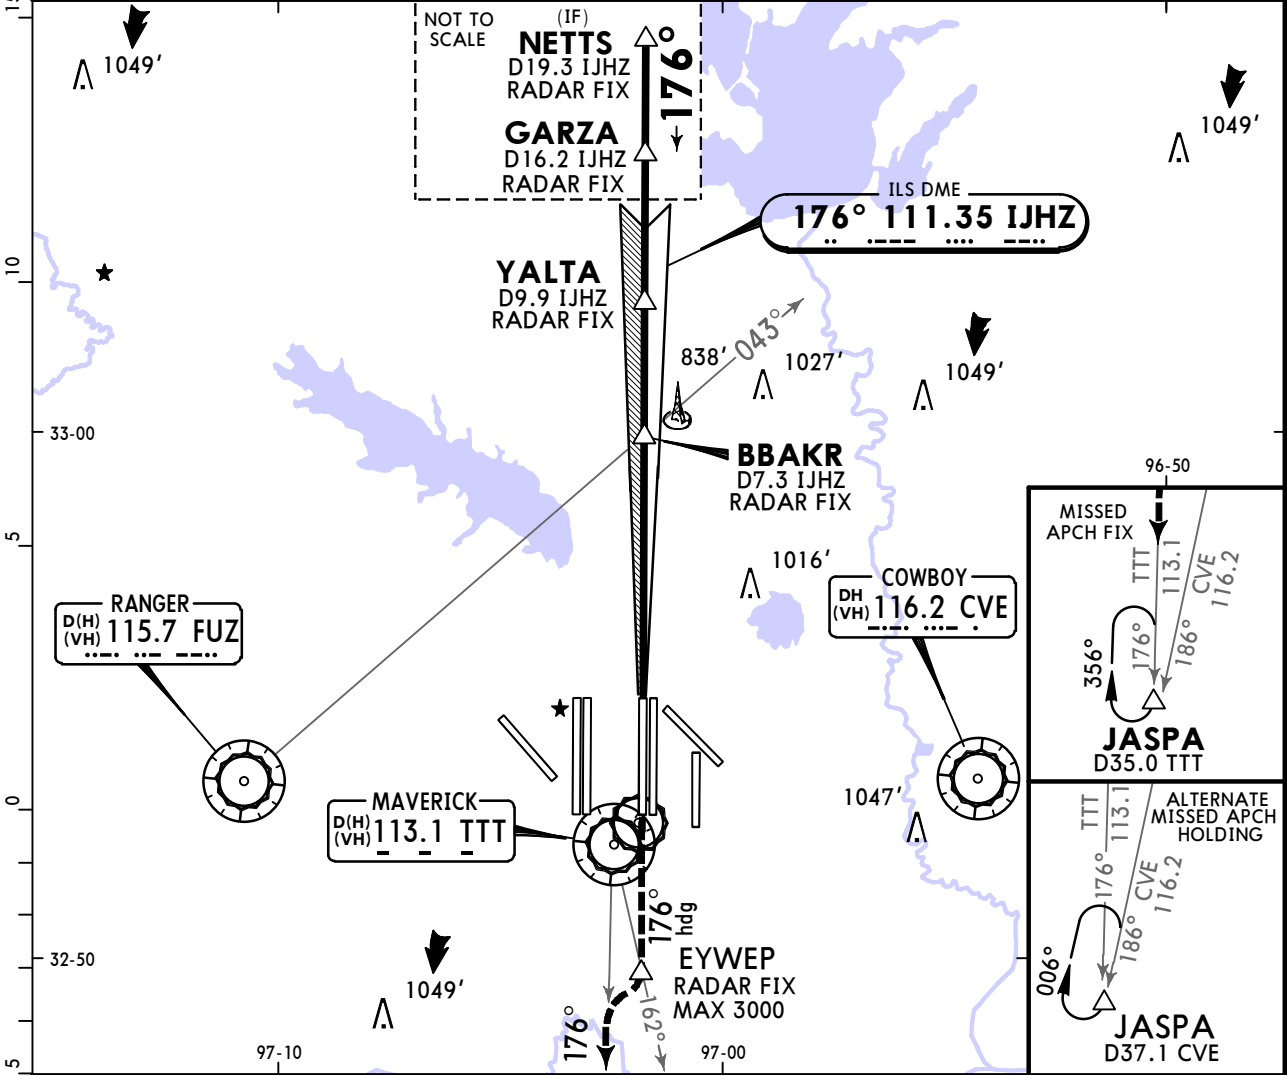 15
1049'
NOT TO
SCALE
(IF)
NETTS
D19.3 IJHZ
RADAR FIX
176°
GARZA
D16.2 IJHZ
RADAR FIX
1049'
ILS DME
176° 111.35 IJHZ
10
YALTA
D9.9 IJHZ
RADAR FIX
043°
838'
1027'
1049'
33-00
BBAKR
D7.3 IJHZ
RADAR FIX
96-50
5
1016'
RANGER
D(H)
(VH)
115.7 FUZ
COWBOY
DH
(VH)
116.2 CVE
MISSED
APCH FIX
TTT
113.1
CVE
116.2
176°
186°
356°
JASPA
D35.0 TTT
0
MAVERICK
D(H)
(VH)
113.1 TTT
1047'
ALTERNATE
MISSED APCH
HOLDING
TTT
113.1
CVE
116.2
176°
186°
006°
JASPA
D37.1 CVE
176°
hdg
32-50
1049'
EYWEP
RADAR FIX
MAX 3000
162°
176°
97-10
97-00
5